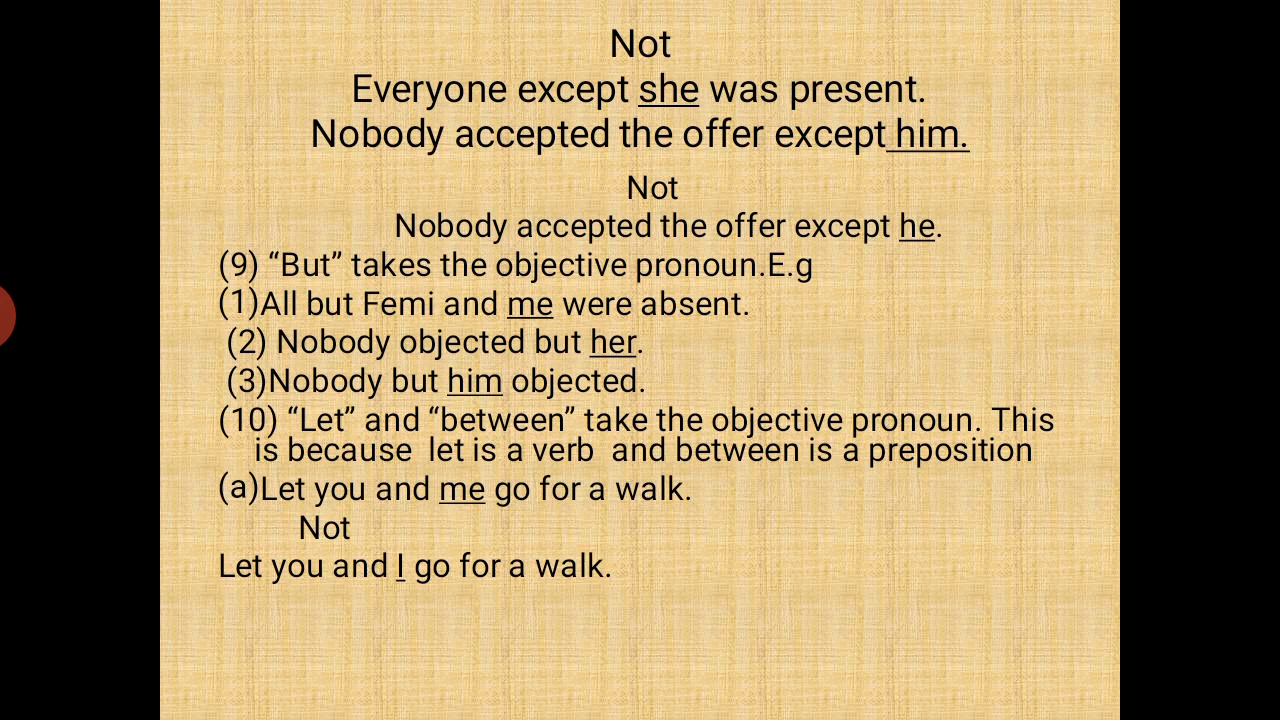 Not
Everyone except she was present.
Nobody accepted the offer except him.
Not
Nobody accepted the offer except he.
(9) “But” takes the objective pronoun.E.g
(1)All but Femi and me were absent.
(2) Nobody objected but her.
(3)Nobody but him objected.
(10) “Let” and “between” take the objective pronoun. This
is because let is a verb and between is a preposition
(a)Let you and me go for a walk.
Not
Let you and I go for a walk.